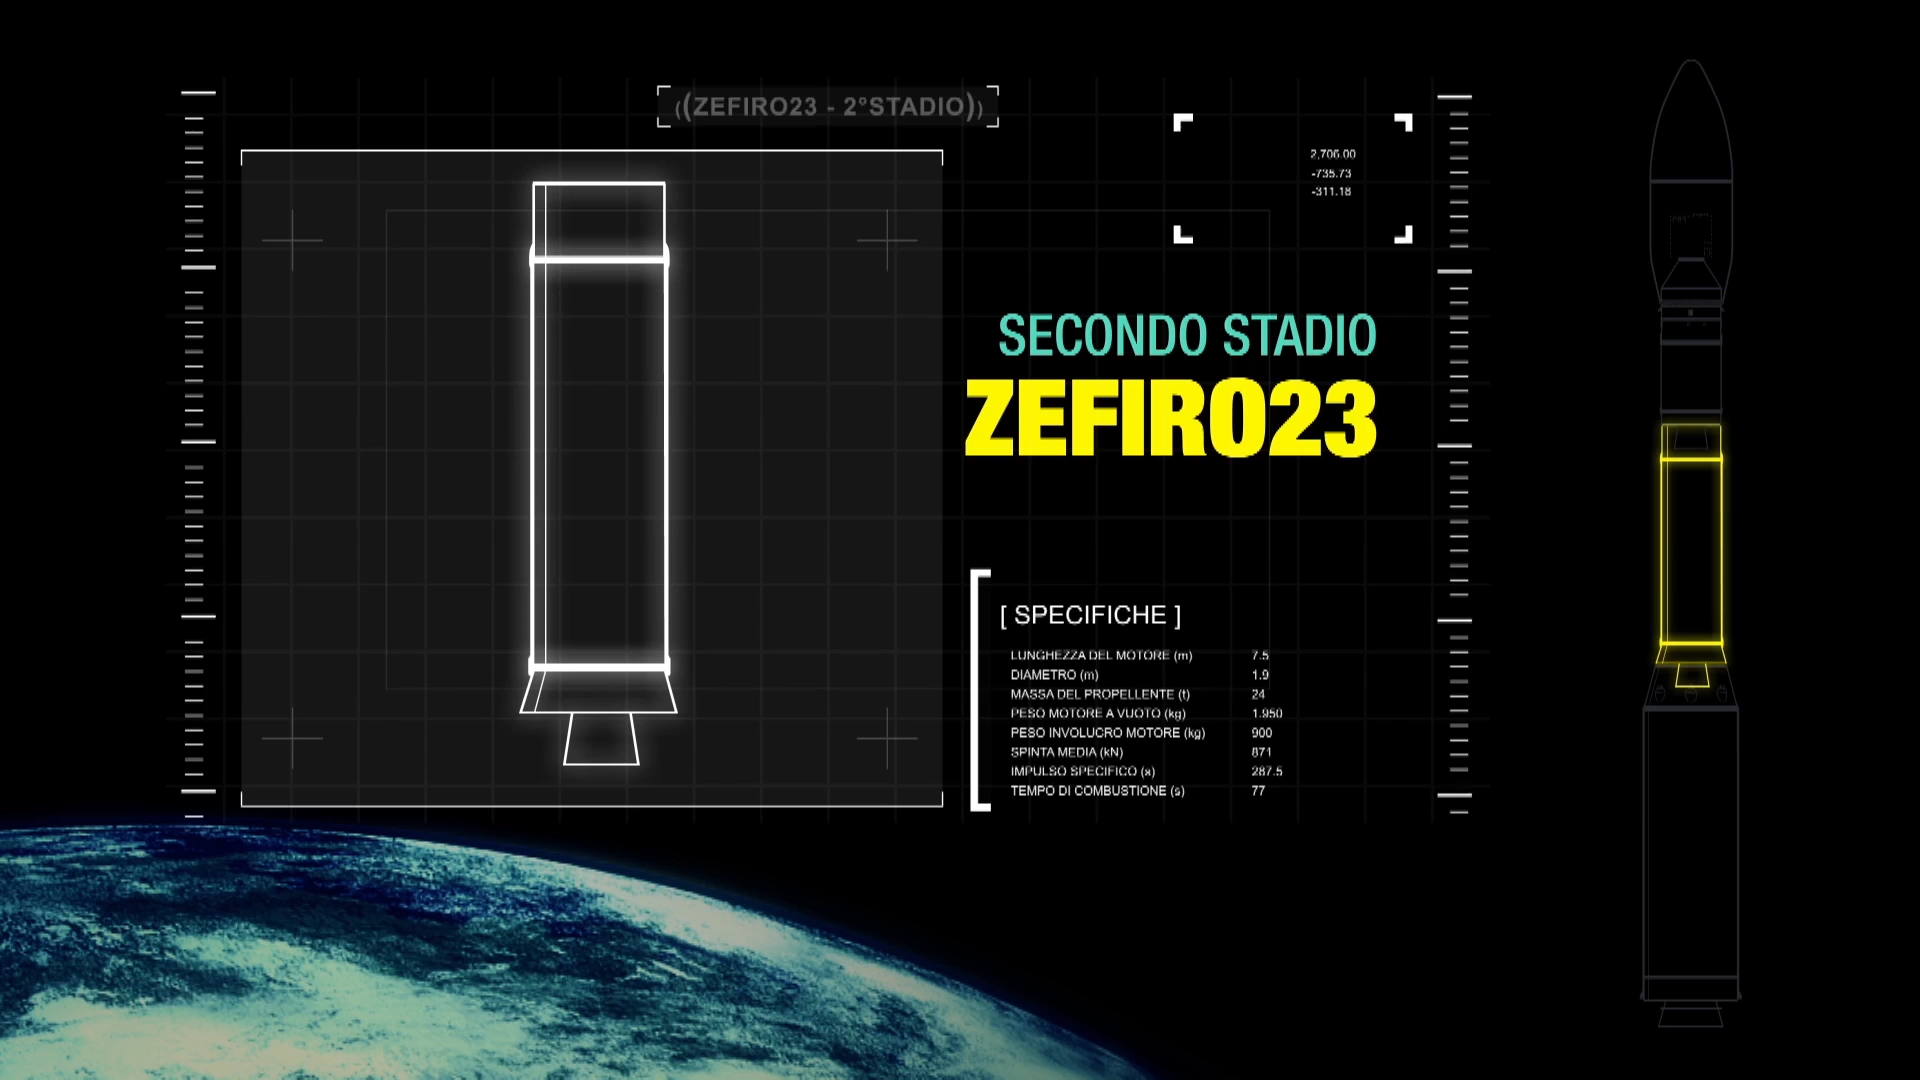 ((ZEFIRO23 - 2°STADIO))
2,706.00
-735.73
-311.18
SECONDO STADIO
ZEFIRO23
[ SPECIFICHE ]
LUNGHEZZA DEL MOTORE (m) 7.5
DIAMETRO (m) 1.9
MASSA DEL PROPELLENTE (t) 24
PESO MOTORE A VUOTO (kg) 1.950
PESO INVOLUCRO MOTORE (kg) 900
SPINTA MEDIA (kN) 871
IMPULSO SPECIFICO (s) 287.5
TEMPO DI COMBUSTIONE (s) 77